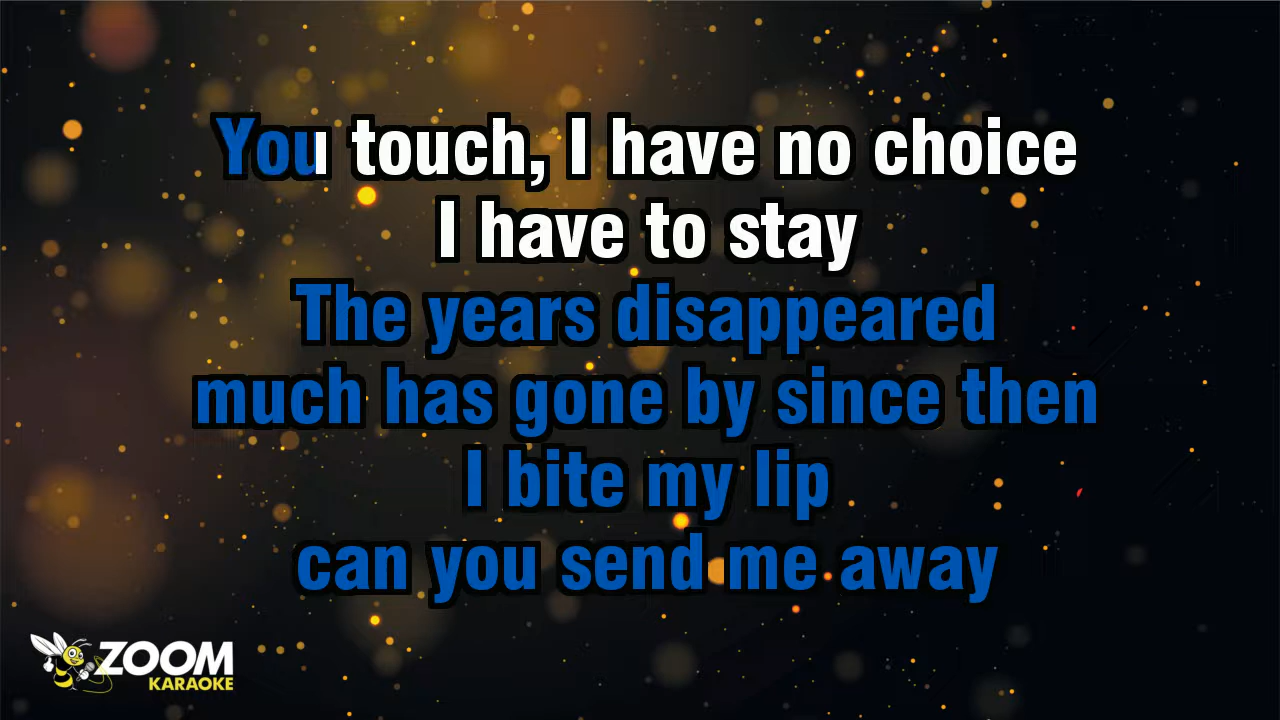 You touch, I have no choice
I have to stay
The years disappeared
much has gone by since then
I bite my lip
can you send me away
ZOOM
KARAOKE